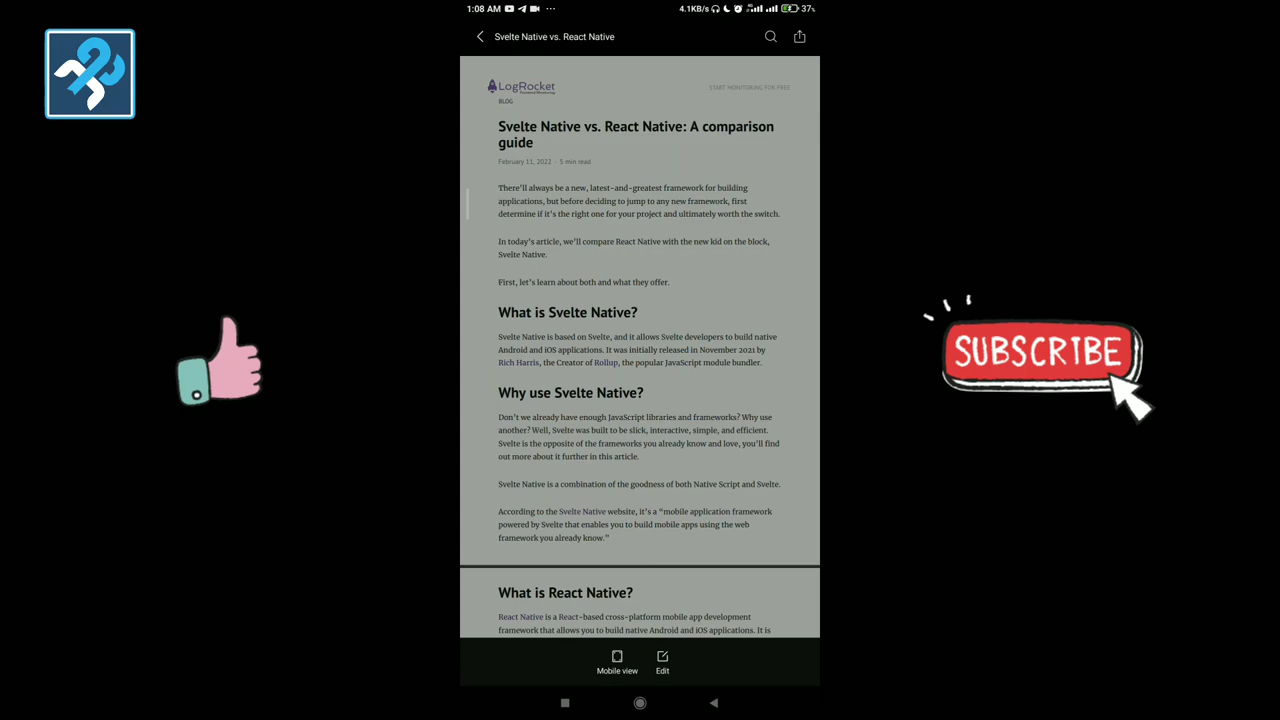 1:08 AM
4.1KB/s
4G
37%
Svelte Native vs. React Native
LogRocket
Frontend Monitoring
BLOG
START MONITORING FOR FREE
Svelte Native vs. React Native: A comparison
guide
February 11, 2022 · 5 min read
There'll always be a new, latest-and-greatest framework for building
applications, but before deciding to jump to any new framework, first
determine if it's the right one for your project and ultimately worth the switch.
In today's article, we'll compare React Native with the new kid on the block,
Svelte Native.
First, let's learn about both and what they offer.
What is Svelte Native?
Svelte Native is based on Svelte, and it allows Svelte developers to build native
Android and iOS applications. It was initially released in November 2021 by
Rich Harris, the Creator of Rollup, the popular JavaScript module bundler.
Why use Svelte Native?
Don't we already have enough JavaScript libraries and frameworks? Why use
another? Well, Svelte was built to be slick, interactive, simple, and efficient.
Svelte is the opposite of the frameworks you already know and love, you'll find
out more about it further in this article.
Svelte Native is a combination of the goodness of both Native Script and Svelte.
According to the Svelte Native website, it's a "mobile application framework
powered by Svelte that enables you to build mobile apps using the web
framework you already know."
What is React Native?
React Native is a React-based cross-platform mobile app development
framework that allows you to build native Android and iOS applications. It is
Mobile view
Edit
SUBSCRIBE